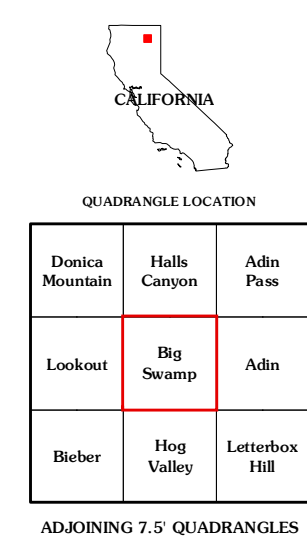 CALIFORNIA
QUADRANGLE LOCATION
Donica
Mountain
Halls
Canyon
Adin
Pass
Lookout
Big
Swamp
Adin
Bieber
Hog
Valley
Letterbox
Hill
ADJOINING 7.5' QUADRANGLES